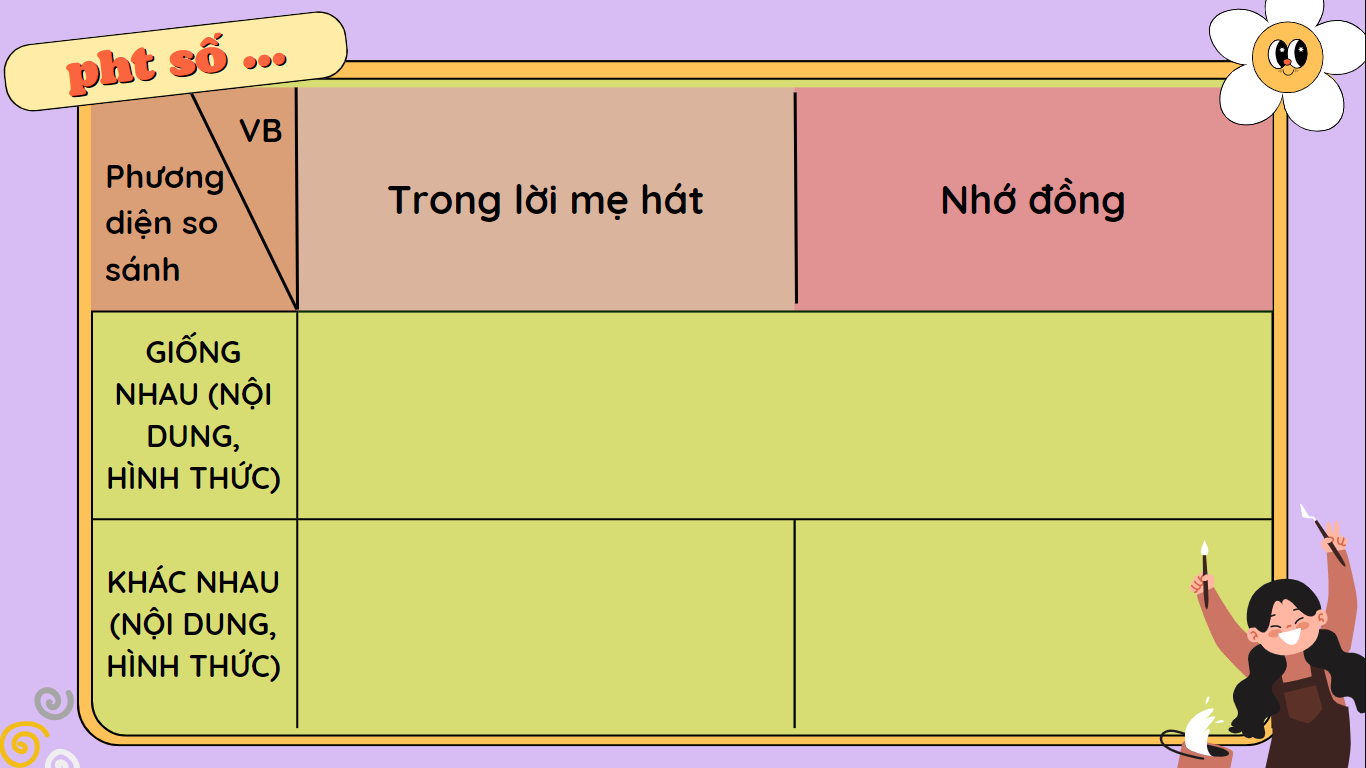 pht số ...
VB
Phương
diện so
sánh
Trong lời mẹ hát
Nhớ đồng
GIỐNG
NHAU (NỘI
DUNG,
HÌNH THỨC)
KHÁC NHAU
(NỘI DUNG,
HÌNH THỨC)